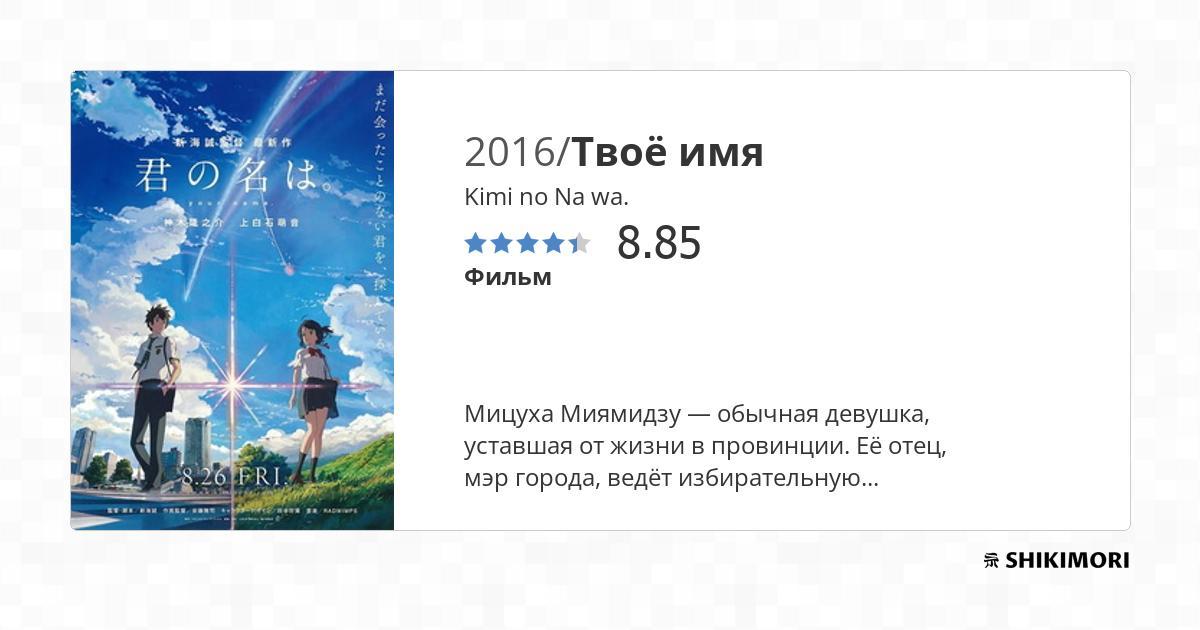 まだ会ったことのない君を、探している。
新海誠監督 最新作
君の名は。
your name.
神木隆之介 上白石萌音
8.26 FRI.
2016/Твоё имя
Kimi no Na wa.
8.85
Фильм
Мицуха Миямидзу — обычная девушка,
уставшая от жизни в провинции. Её отец,
мэр города, ведёт избирательную...
SHIKIMORI